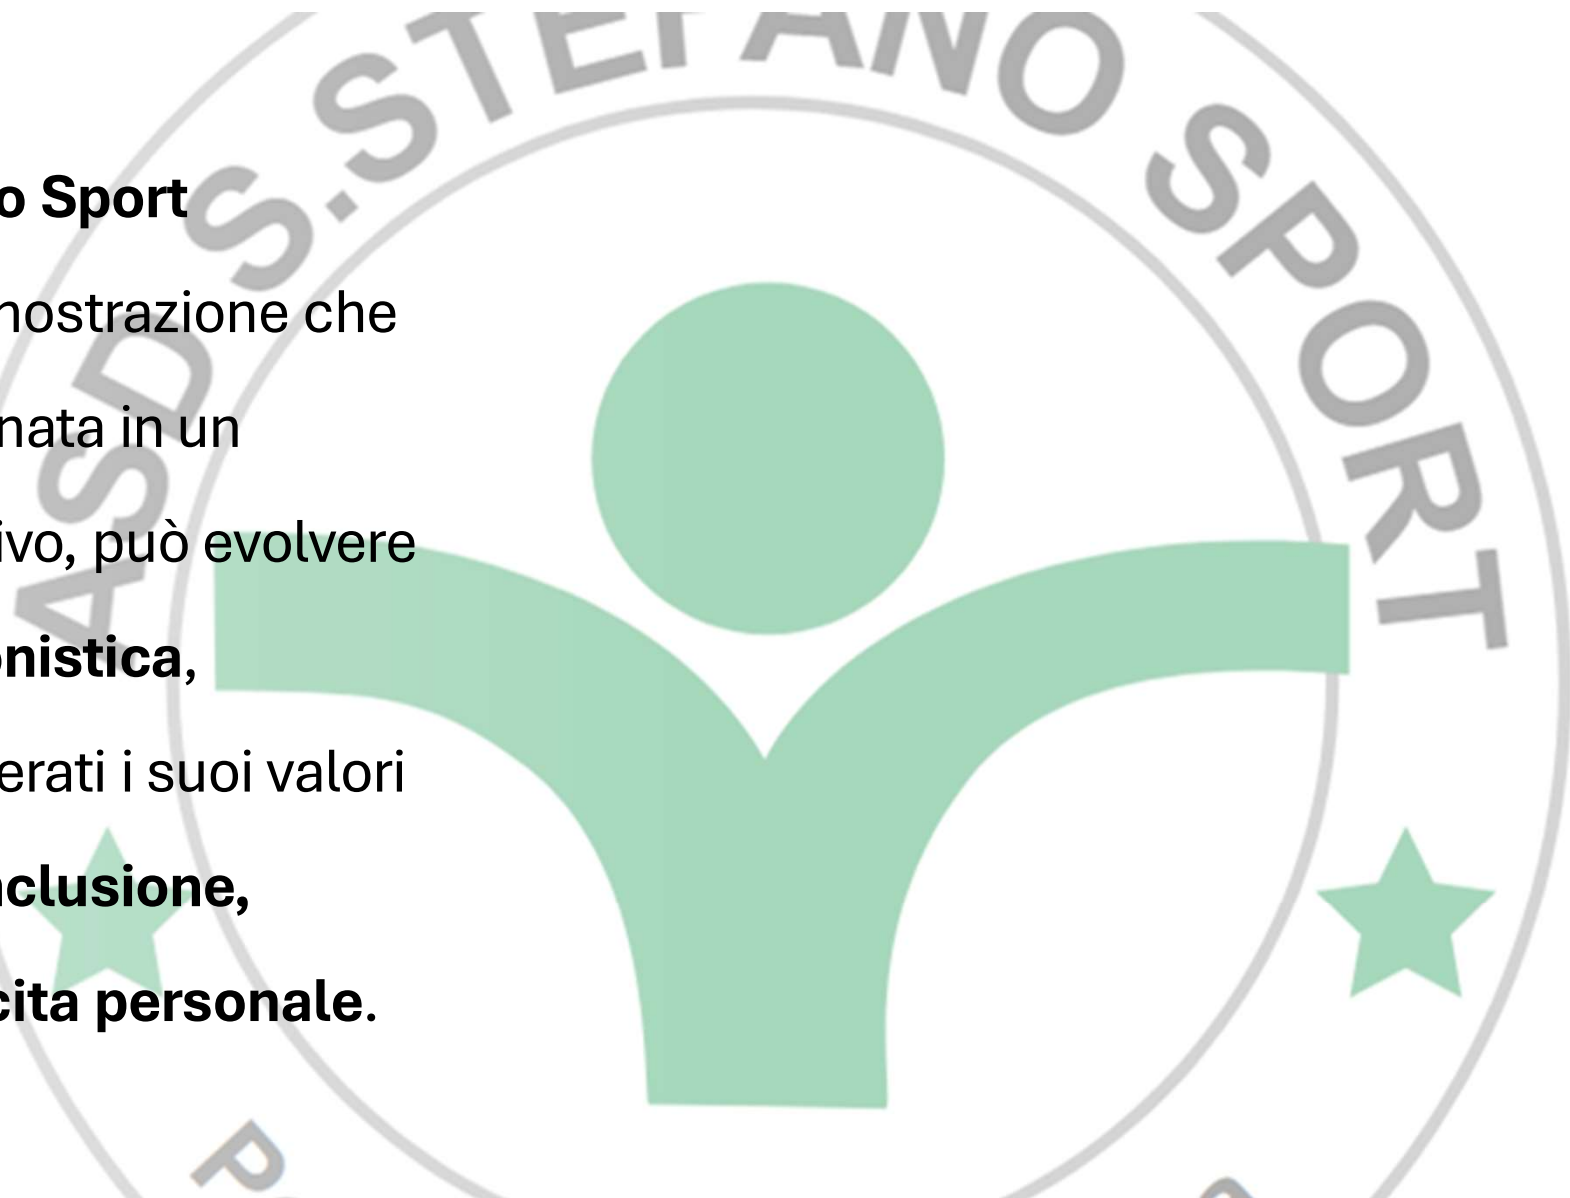 ASD S.STEFANO SPORT
o Sport
nostrazione che
nata in un
ivo, può evolvere
onistica,
erati i suoi valori
nclusione,
cita personale.
P